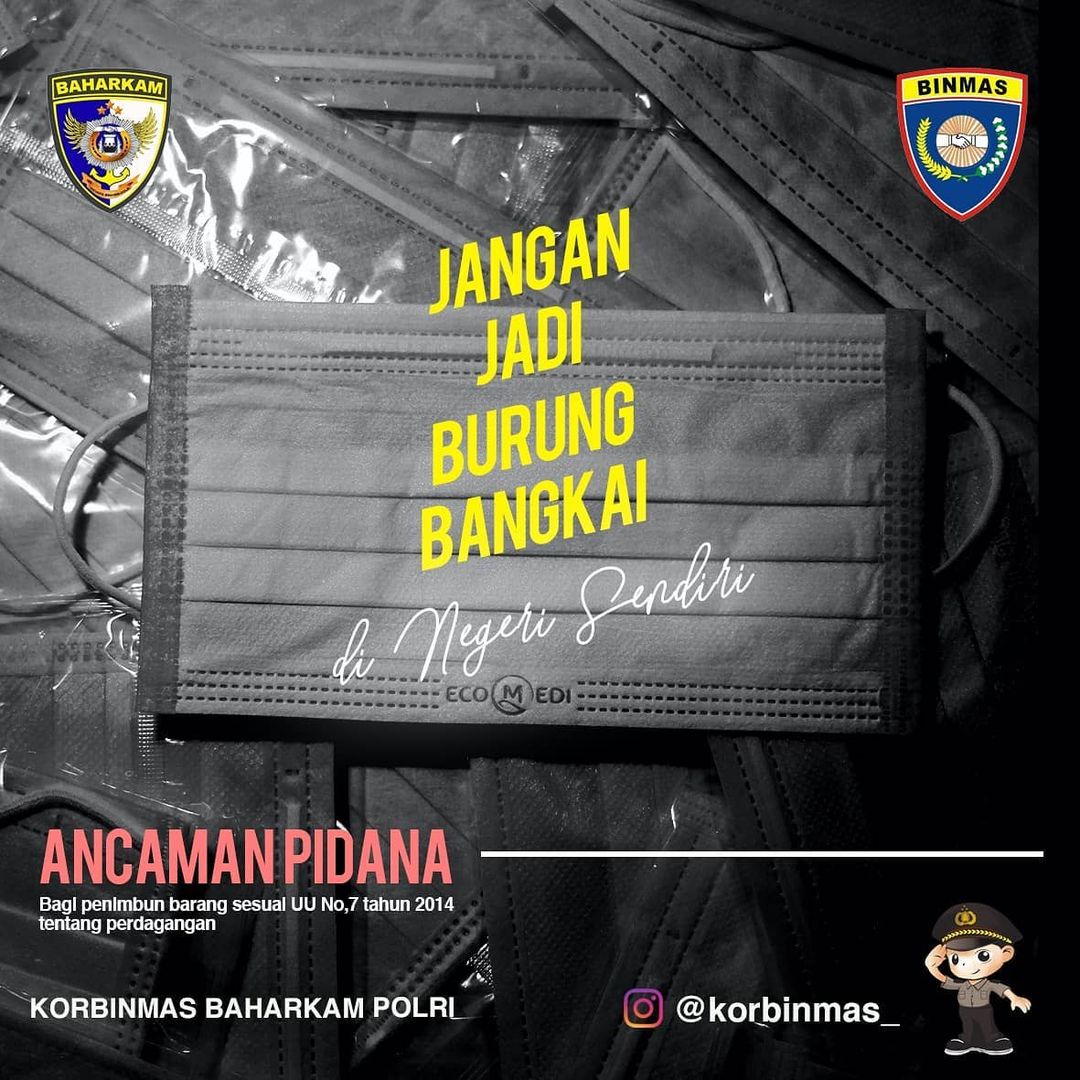 BAHARKAM
BINMAS
JANGAN
JADI
BURUNG
BANGKAI
di Negeri Sendiri
ECO M EDI
ANCAMAN PIDANA
Bagi penimbun barang sesuai UU No,7 tahun 2014
tentang perdagangan
KORBINMAS BAHARKAM POLRI_
@korbinmas_